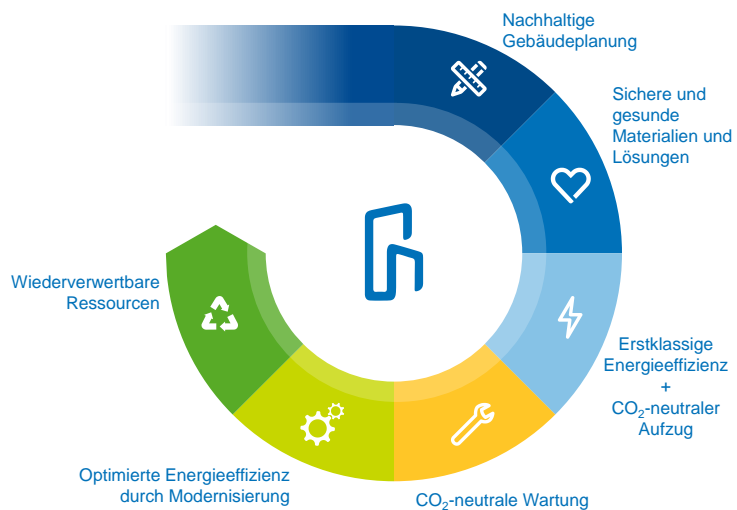 Nachhaltige
Gebäudeplanung
Sichere und
gesunde
Materialien und
Lösungen
Erstklassige
Energieeffizienz
+
CO₂-neutraler
Aufzug
CO₂-neutrale Wartung
Optimierte Energieeffizienz
durch Modernisierung
Wiederverwertbare
Ressourcen